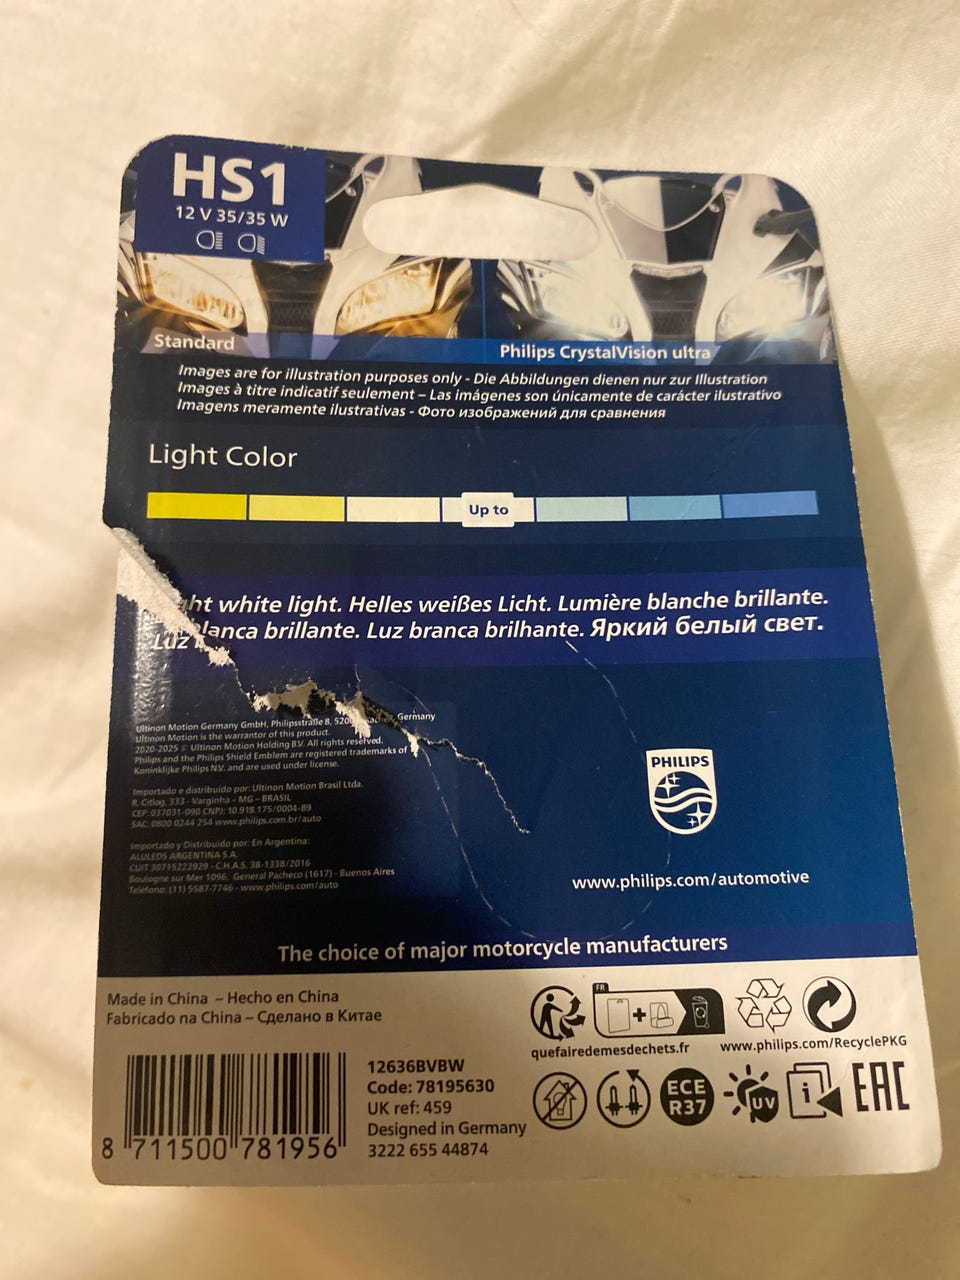 HS1
12 V 35/35 W
Standard
Philips CrystalVision ultra
Images are for illustration purposes only - Die Abbildungen dienen nur zur Illustration
Images à titre indicatif seulement – Las imágenes son únicamente de carácter ilustrativo
Imagens meramente ilustrativas - Фото изображений для сравнения
Light Color
Up to
ht white light. Helles weißes Licht. Lumière blanche brillante.
Luz blanca brillante. Luz branca brilhante. Яркий белый свет.
Ultinon Motion Germany GmbH, Philipsstraße 8, Germany
Ultinon Motion is the warrantor of this product.
2020-2025 © Ultinon Motion Holding B.V. All rights reserved.
Philips and the Philips Shield Emblem are registered trademarks of
Koninklijke Philips N.V. and are used under license.
Importado e distribuido por: Ultinon Motion Brasil Ltda.
R. Citlog, 333 - Varginha - MG – BRASIL
CEP: 037031-090 CNPJ: 10.918.175/0004-89
SAC: 0800 0244 254 www.philips.com.br/auto
Importado y Distribuido por: En Argentina:
ALULEDS ARGENTINA S.A.
CUIT 30715222929 - C.H.A.S. 38-1338/2016
Boulogne sur Mer 1096, General Pacheco (1617) - Buenos Aires
Teléfono: (11) 5587-7746 - www.philips.com/auto
PHILIPS
www.philips.com/automotive
The choice of major motorcycle manufacturers
Made in China – Hecho en China
Fabricado na China – Сделано в Китае
FR
quefairedemesdechets.fr
www.philips.com/RecyclePKG
12636BVBW
Code: 78195630
UK ref: 459
Designed in Germany
3222 655 44874
8 711500 781956
ECE
R37
UV
i
EAC